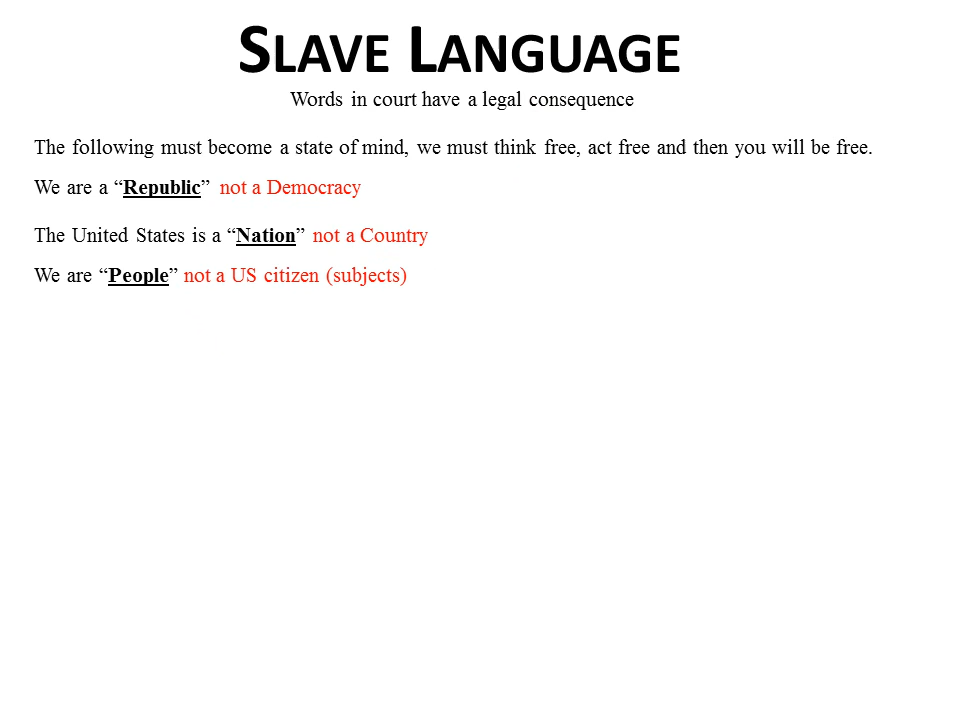 SLAVE LANGUAGE
Words in court have a legal consequence
The following must become a state of mind, we must think free, act free and then you will be free.
We are a “Republic” not a Democracy
The United States is a “Nation” not a Country
We are “People” not a US citizen (subjects)